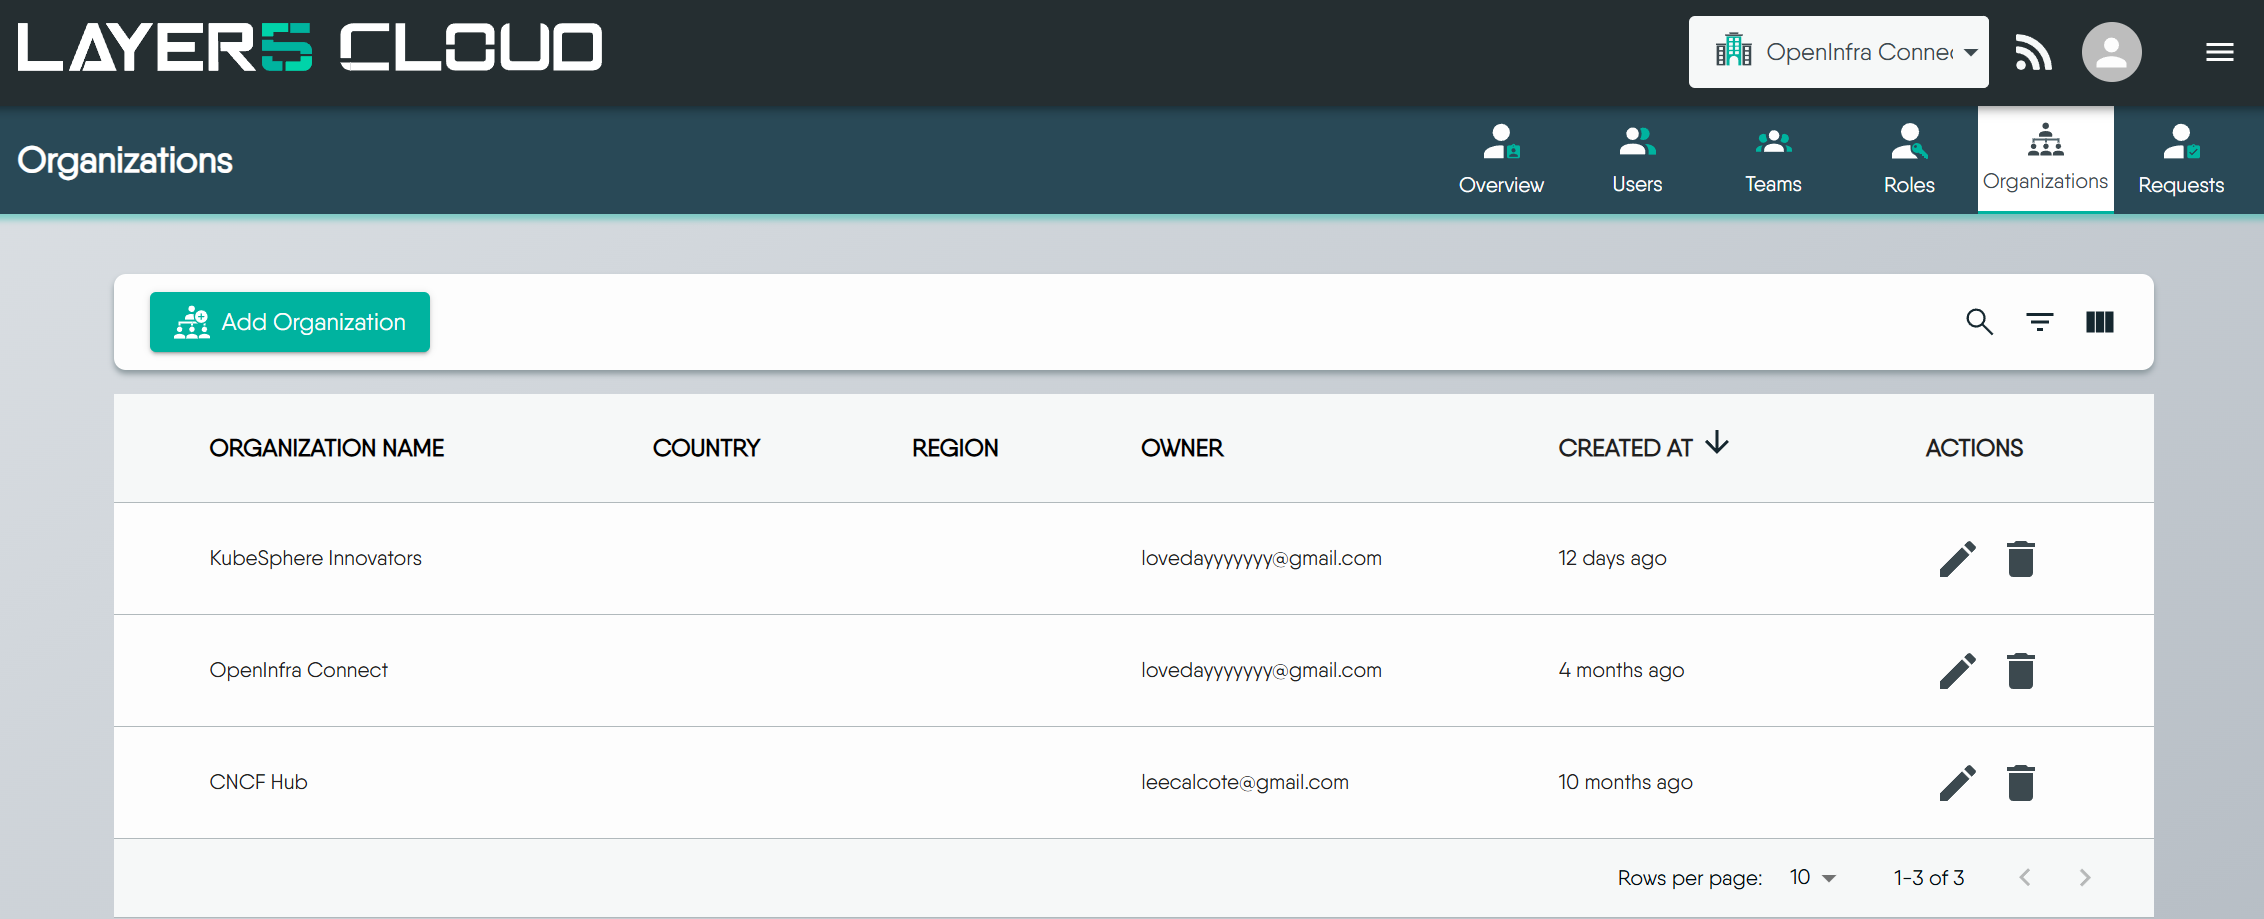 LAYER5 CLOUD
OpenInfra Connec
Organizations
Overview
Users
Teams
Roles
Organizations
Requests
Add Organization
ORGANIZATION NAME COUNTRY REGION OWNER CREATED AT ACTIONS
KubeSphere Innovators lovedayyyyyyy@gmail.com 12 days ago
OpenInfra Connect lovedayyyyyyy@gmail.com 4 months ago
CNCF Hub leecalcote@gmail.com 10 months ago
Rows per page: 10 1-3 of 3